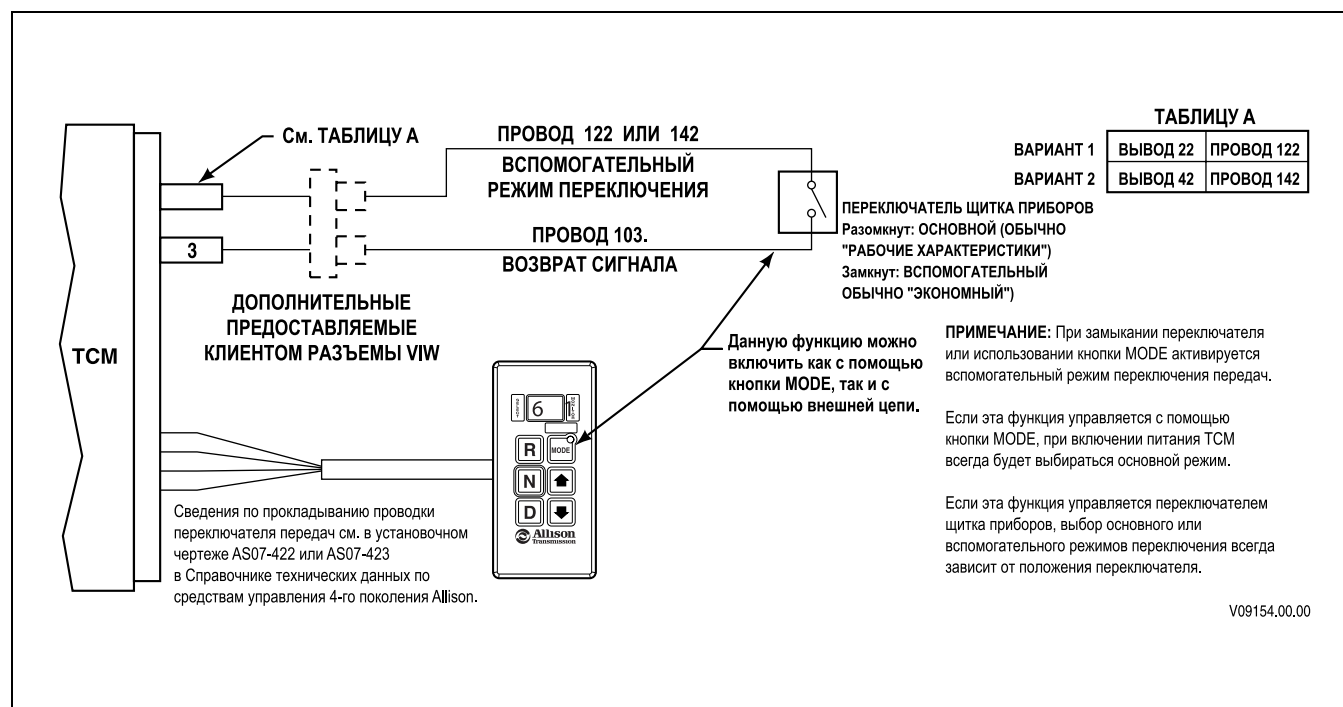 ТАБЛИЦУ А
ВАРИАНТ 1 ВЫВОД 22 ПРОВОД 122
ВАРИАНТ 2 ВЫВОД 42 ПРОВОД 142
См. ТАБЛИЦУ А
ПРОВОД 122 ИЛИ 142
ВСПОМОГАТЕЛЬНЫЙ
РЕЖИМ ПЕРЕКЛЮЧЕНИЯ
3
ПРОВОД 103.
ВОЗВРАТ СИГНАЛА
ПЕРЕКЛЮЧАТЕЛЬ ЩИТКА ПРИБОРОВ
Разомкнут: ОСНОВНОЙ (ОБЫЧНО
"РАБОЧИЕ ХАРАКТЕРИСТИКИ")
Замкнут: ВСПОМОГАТЕЛЬНЫЙ
ОБЫЧНО "ЭКОНОМНЫЙ")
ДОПОЛНИТЕЛЬНЫЕ
ПРЕДОСТАВЛЯЕМЫЕ
КЛИЕНТОМ РАЗЪЕМЫ VIW
TCM
Данную функцию можно
включить как с помощью
кнопки MODE, так и с
помощью внешней цепи.
ПРИМЕЧАНИЕ: При замыкании переключателя
или использовании кнопки MODE активируется
вспомогательный режим переключения передач.
Если эта функция управляется с помощью
кнопки MODE, при включении питания TCM
всегда будет выбираться основной режим.
Если эта функция управляется переключателем
щитка приборов, выбор основного или
вспомогательного режимов переключения всегда
зависит от положения переключателя.
6
R MODE
N
D
Allison
Transmission
Сведения по прокладыванию проводки
переключателя передач см. в установочном
чертеже AS07-422 или AS07-423
в Справочнике технических данных по
средствам управления 4-го поколения Allison.
V09154.00.00